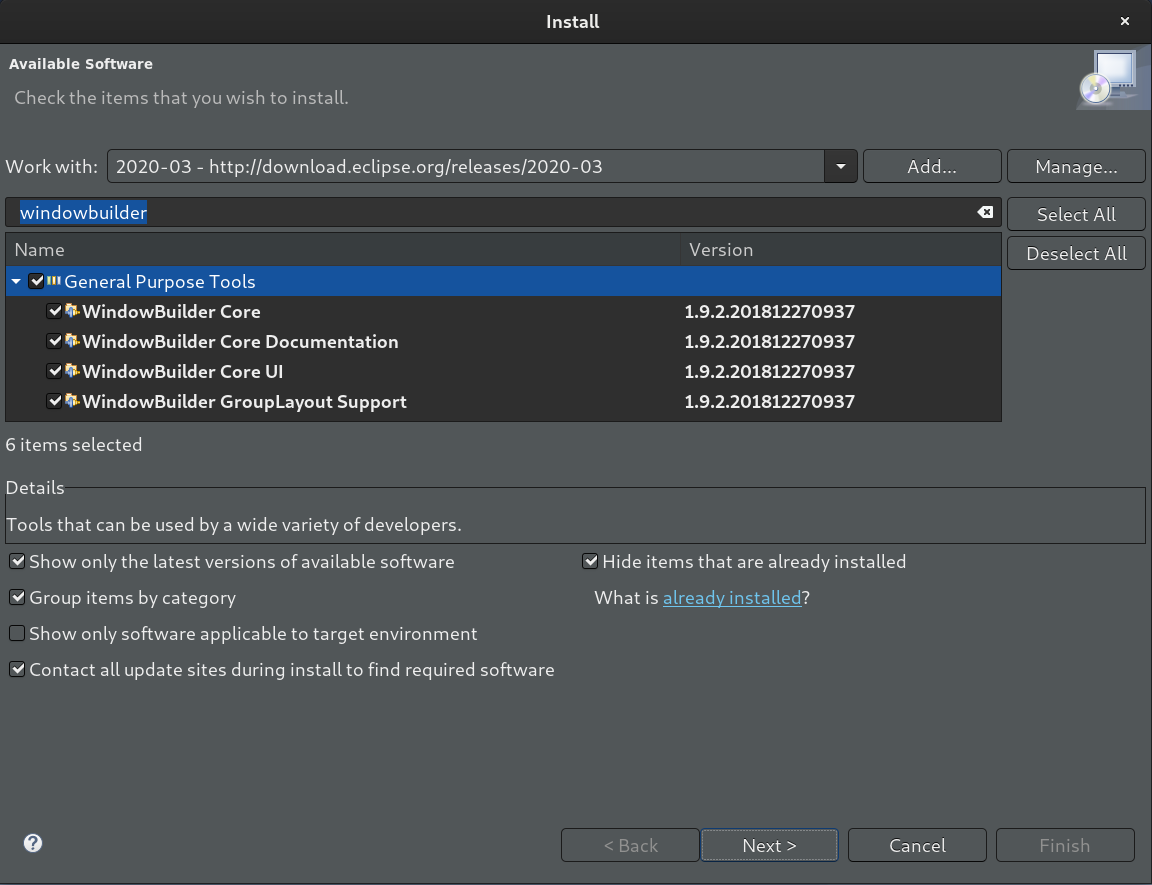 Install
Available Software
Check the items that you wish to install.
Work with: 2020-03 - http://download.eclipse.org/releases/2020-03 Add... Manage...
windowbuilder Select All
Name Version Deselect All
General Purpose Tools
WindowBuilder Core 1.9.2.201812270937
WindowBuilder Core Documentation 1.9.2.201812270937
WindowBuilder Core UI 1.9.2.201812270937
WindowBuilder GroupLayout Support 1.9.2.201812270937
6 items selected
Details
Tools that can be used by a wide variety of developers.
Show only the latest versions of available software Hide items that are already installed
Group items by category What is already installed?
Show only software applicable to target environment
Contact all update sites during install to find required software
? < Back Next > Cancel Finish